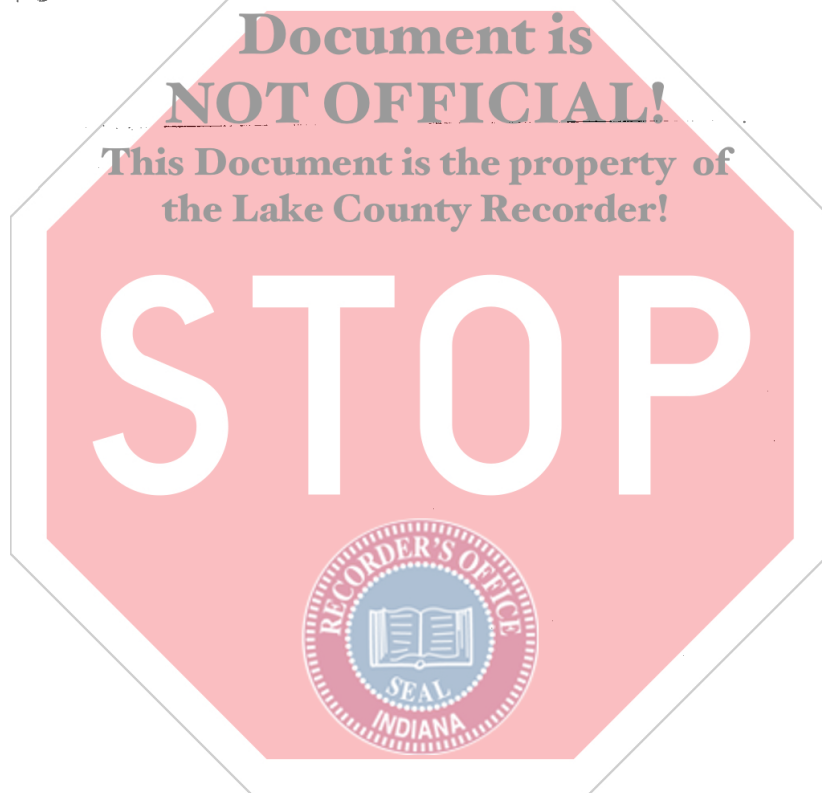 Document is
NOT OFFICIAL!
This Document is the property of
the Lake County Recorder!
STOP
RECORDER'S OFFICE
SEAL
INDIANA